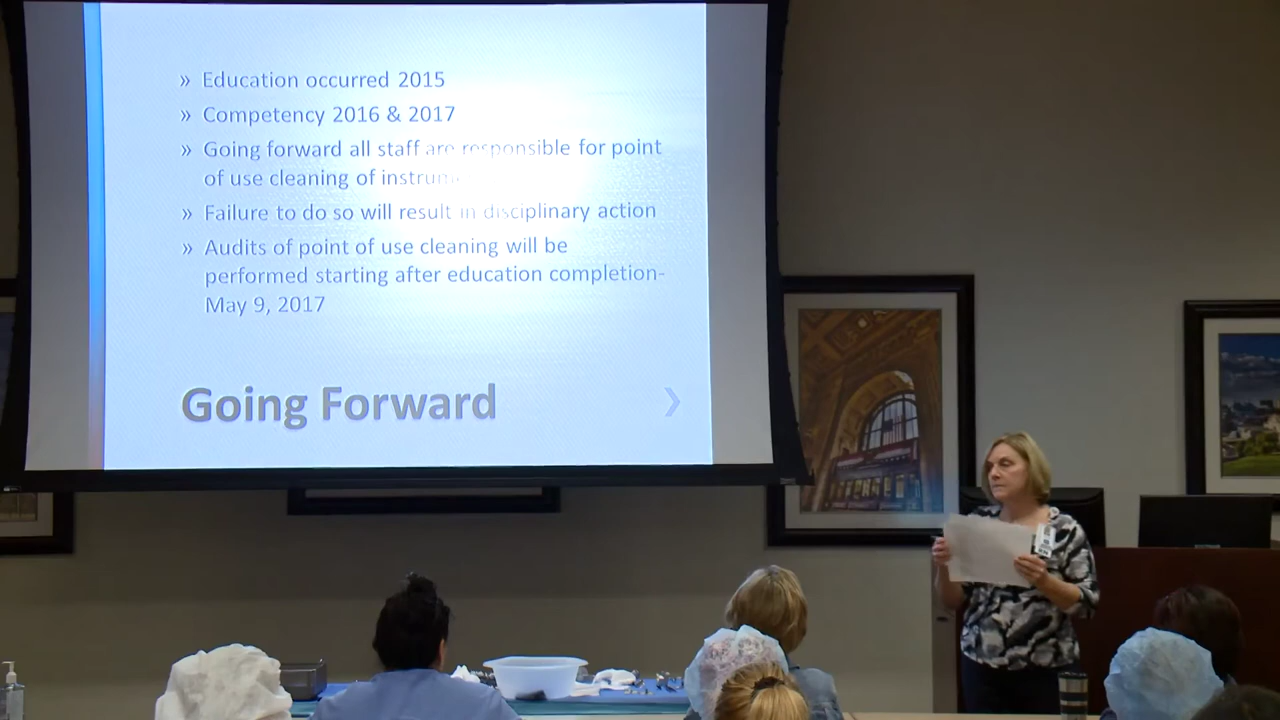 » Education occurred 2015
» Competency 2016 & 2017
» Going forward all staff are responsible for point
of use cleaning of
» Failure to do so will result in disciplinary action
» Audits of point of use cleaning will be
performed starting after education completion-
May 9, 2017
Going Forward